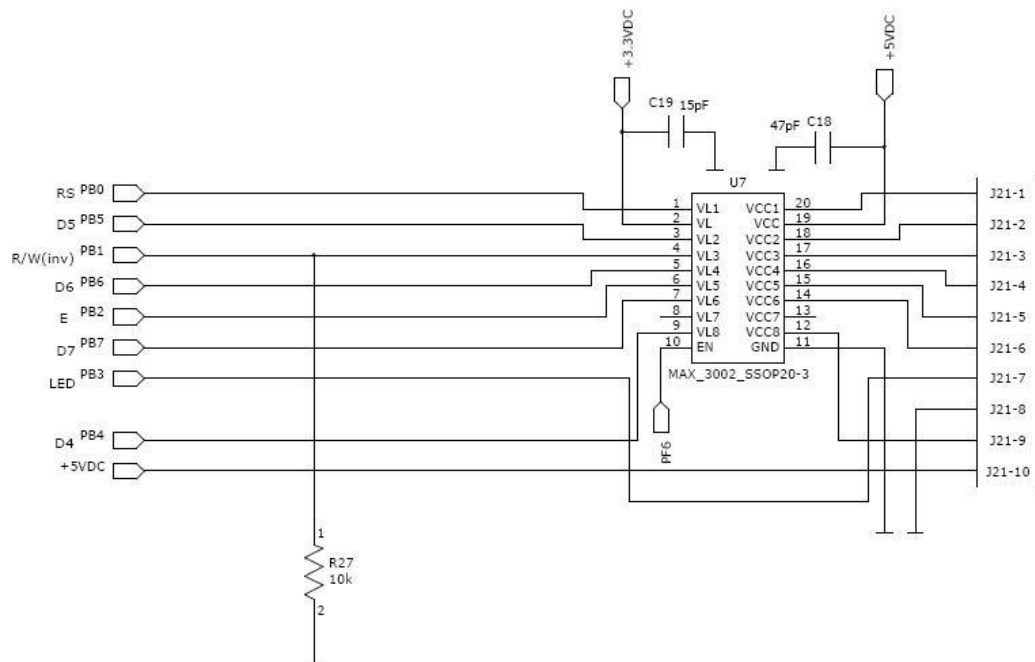 +3.3VDC
+5VDC
C19 15pF
47pF C18
U7
RS PB0
D5 PB5
R/W(inv) PB1
D6 PB6
E PB2
D7 PB7
LED PB3
D4 PB4
+5VDC
1 VL1 VCC1 20
2 VL VCC 19
3 VL2 VCC2 18
4 VL3 VCC3 17
5 VL4 VCC4 16
6 VL5 VCC5 15
7 VL6 VCC6 14
8 VL7 VCC7 13
9 VL8 VCC8 12
10 EN GND 11
MAX_3002_SSOP20-3
PF6
J21-1
J21-2
J21-3
J21-4
J21-5
J21-6
J21-7
J21-8
J21-9
J21-10
1
R27
10k
2